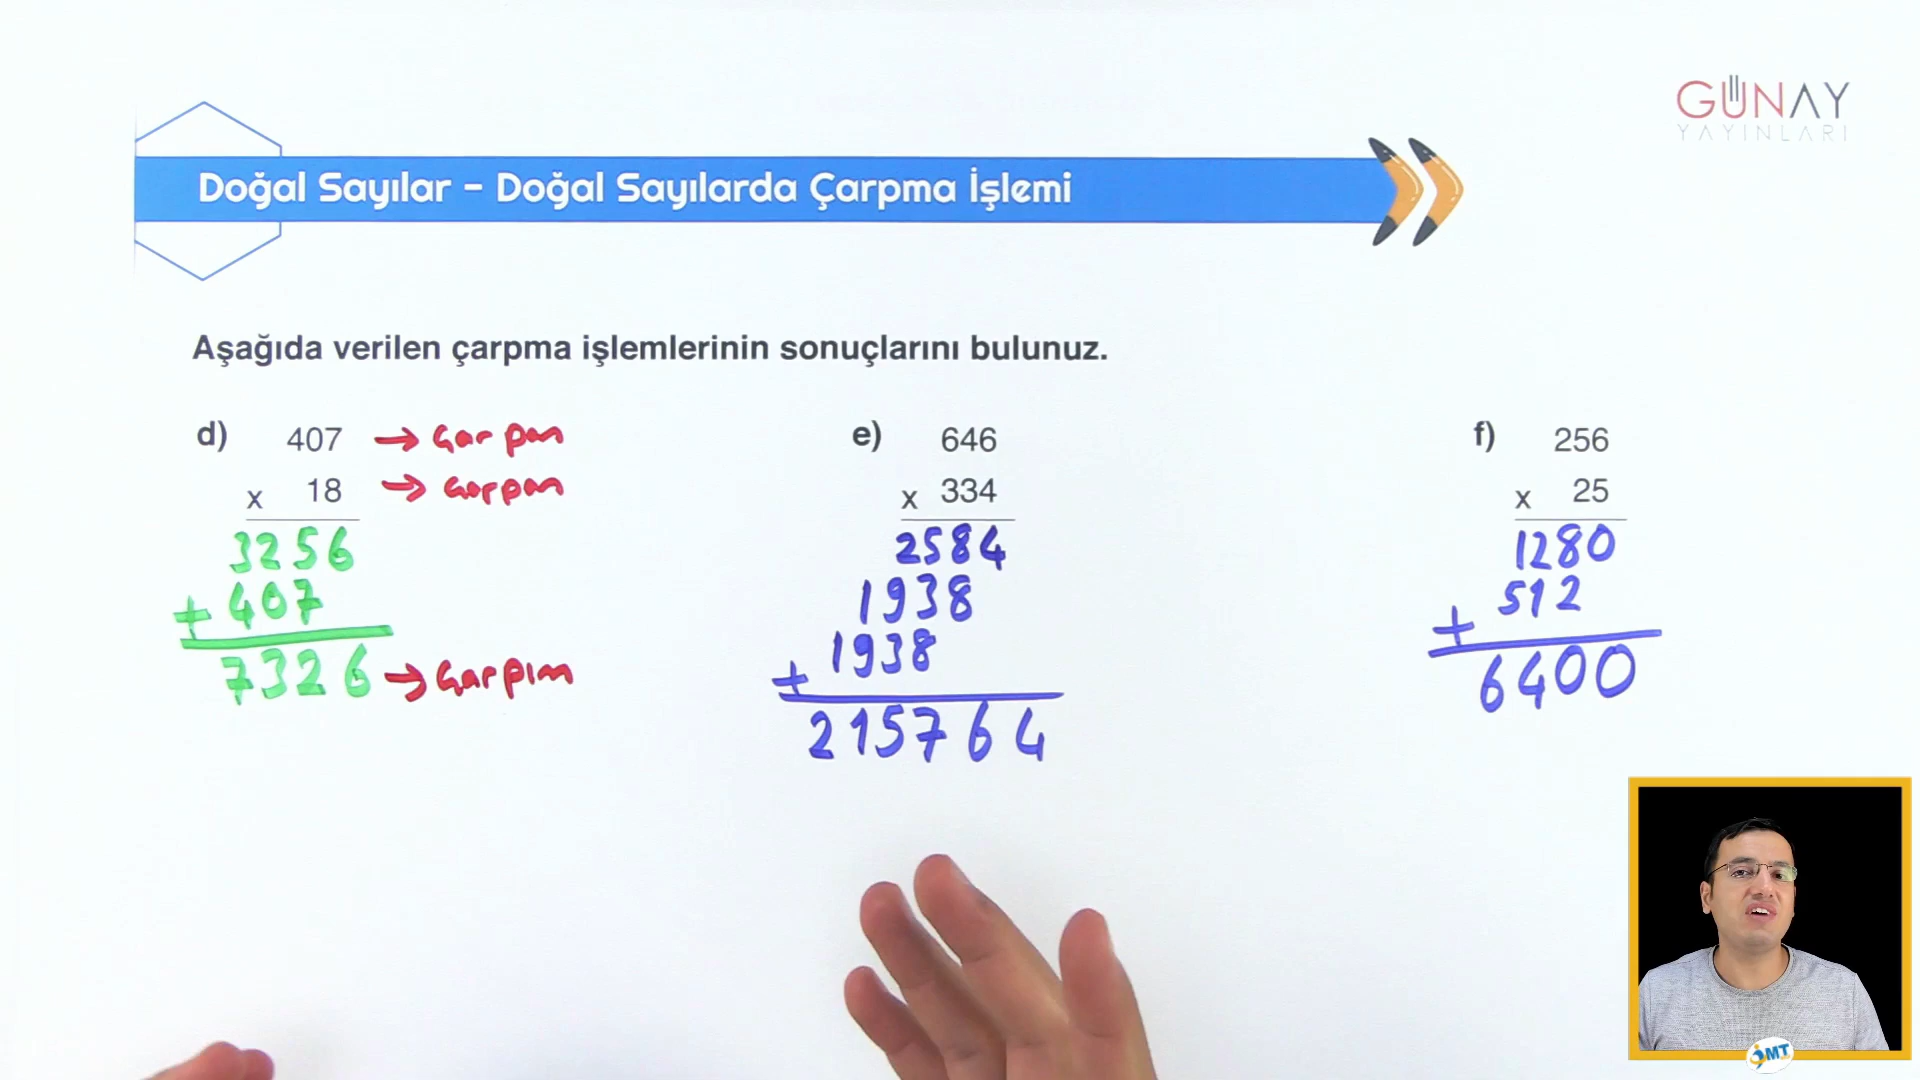 GÜNAY
YAYINLARI
Doğal Sayılar - Doğal Sayılarda Çarpma İşlemi
Aşağıda verilen çarpma işlemlerinin sonuçlarını bulunuz.
d) 407 → Çarpan
x 18 → Çarpan
3256
+ 407
7326 → Çarpım
e) 646
x 334
2584
1938
+ 1938
215764
f) 256
x 25
1280
+ 512
6400
MT